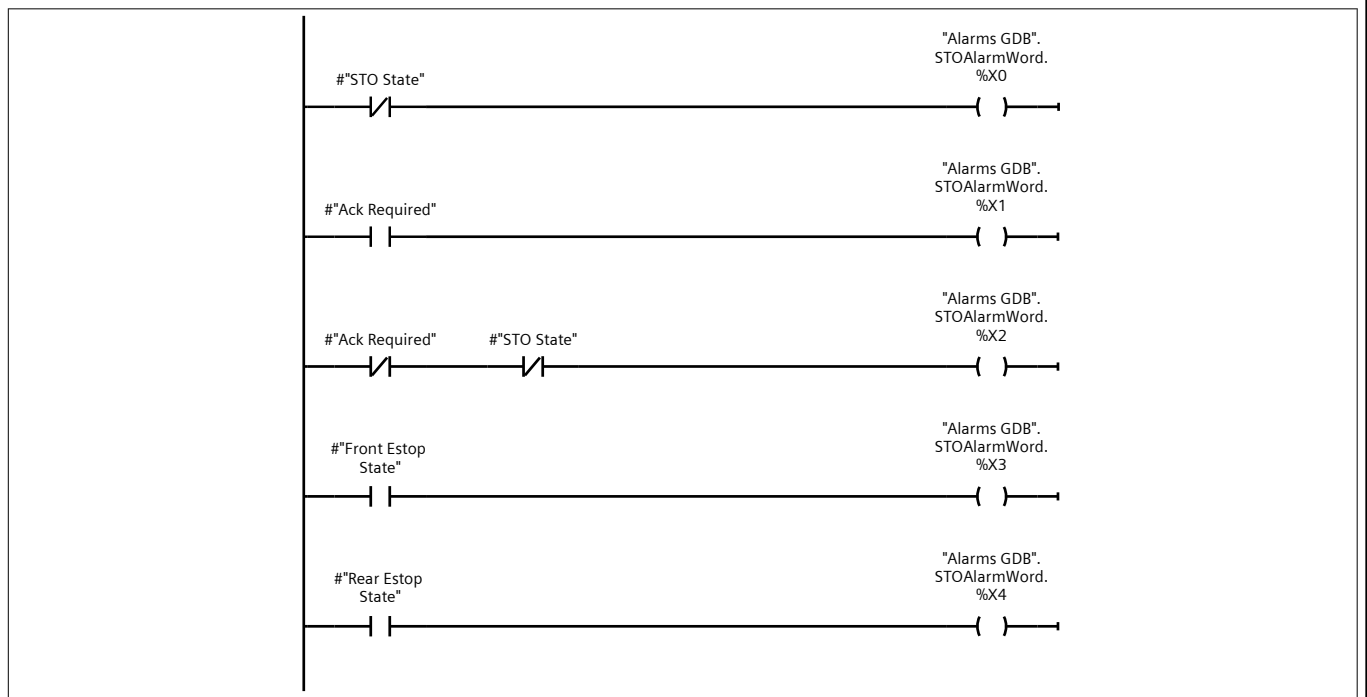 "Alarms GDB".
STOAlarmWord.
%X0
#"STO State"
"Alarms GDB".
STOAlarmWord.
%X1
#"Ack Required"
"Alarms GDB".
STOAlarmWord.
%X2
#"Ack Required" #"STO State"
"Alarms GDB".
STOAlarmWord.
%X3
#"Front Estop
State"
"Alarms GDB".
STOAlarmWord.
%X4
#"Rear Estop
State"